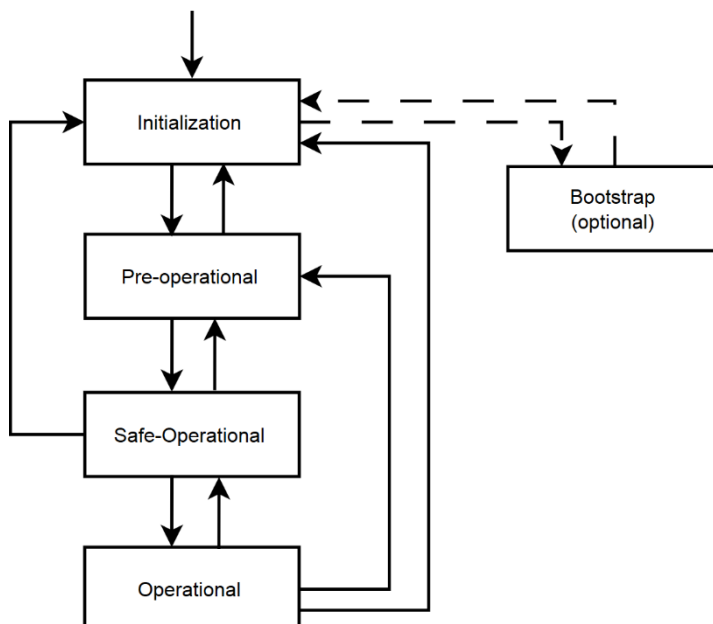 Initialization
Bootstrap
(optional)
Pre-operational
Safe-Operational
Operational